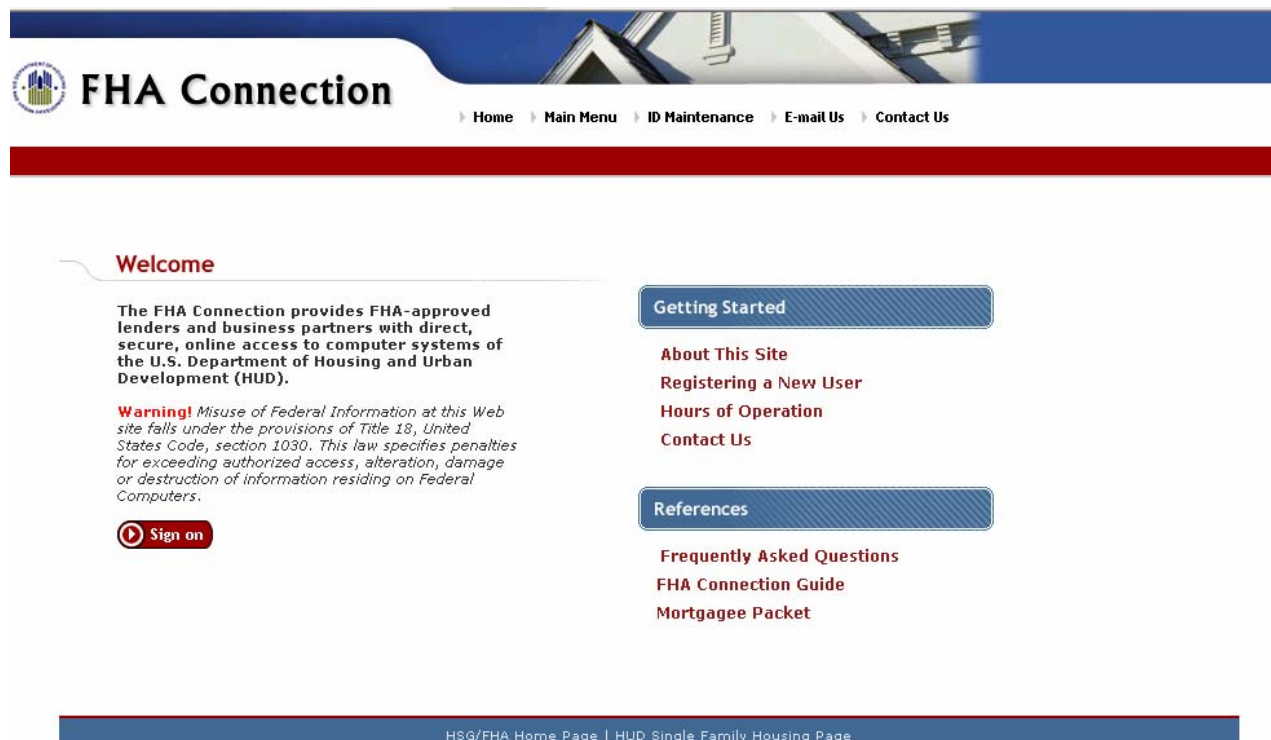 FHA Connection
Home Main Menu ID Maintenance E-mail Us Contact Us
Welcome
The FHA Connection provides FHA-approved
lenders and business partners with direct,
secure, online access to computer systems of
the U.S. Department of Housing and Urban
Development (HUD).
Warning! Misuse of Federal Information at this Web
site falls under the provisions of Title 18, United
States Code, section 1030. This law specifies penalties
for exceeding authorized access, alteration, damage
or destruction of information residing on Federal
Computers.
Sign on
Getting Started
About This Site
Registering a New User
Hours of Operation
Contact Us
References
Frequently Asked Questions
FHA Connection Guide
Mortgagee Packet
HSG/FHA Home Page | HUD Single Family Housing Page